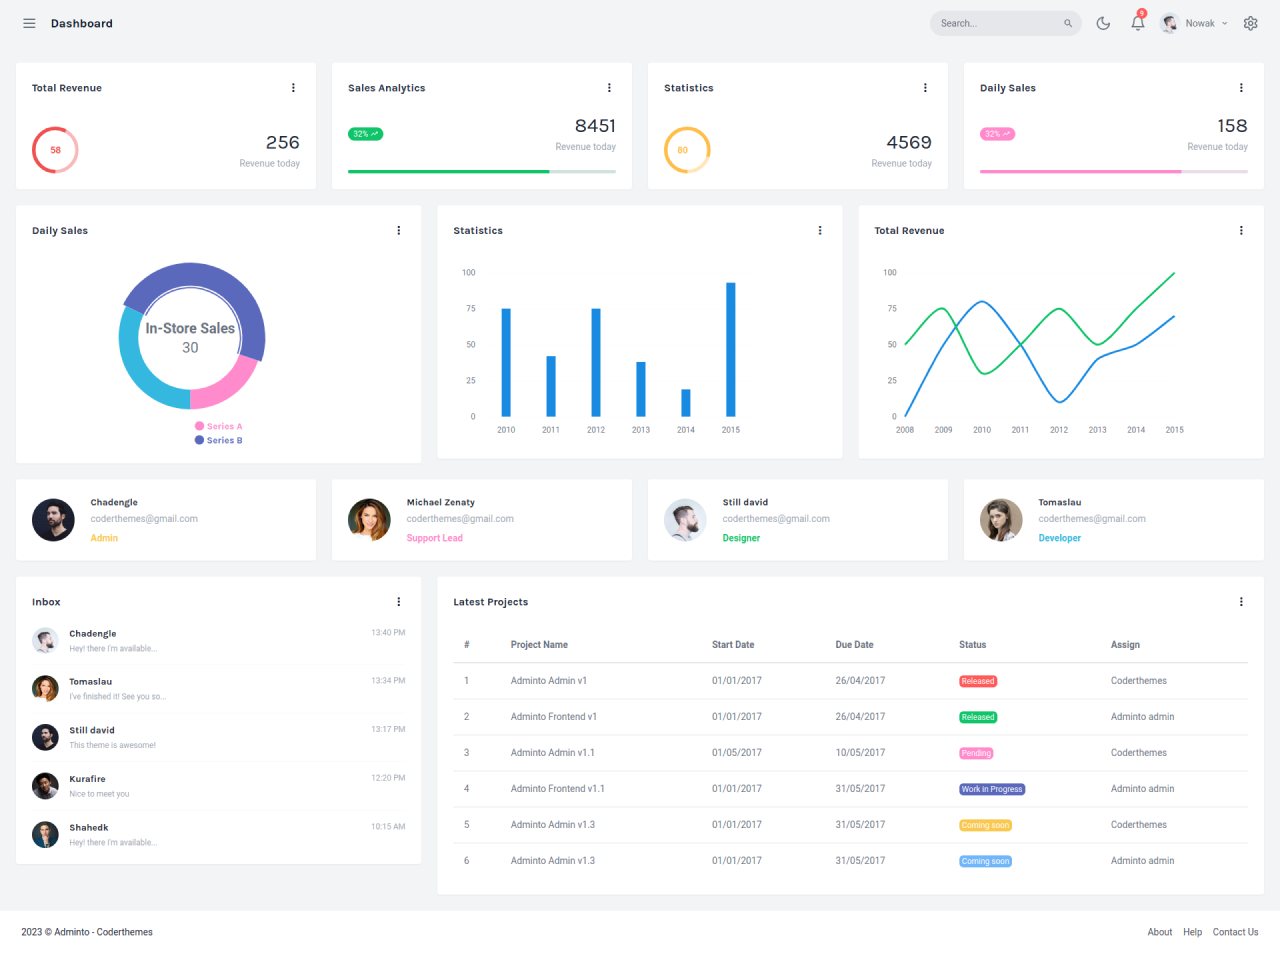 Dashboard
Search...
9
Nowak
Total Revenue
58
256
Revenue today
Sales Analytics
32%
8451
Revenue today
Statistics
80
4569
Revenue today
Daily Sales
32%
158
Revenue today
Daily Sales
In-Store Sales
30
Series A
Series B
Statistics
100
75
50
25
0
2010 2011 2012 2013 2014 2015
Total Revenue
100
75
50
25
0
2008 2009 2010 2011 2012 2013 2014 2015
Chadengle
coderthemes@gmail.com
Admin
Michael Zenaty
coderthemes@gmail.com
Support Lead
Still david
coderthemes@gmail.com
Designer
Tomaslau
coderthemes@gmail.com
Developer
Inbox
Chadengle 13:40 PM
Hey! there I'm available...
Tomaslau 13:34 PM
I've finished it! See you so...
Still david 13:17 PM
This theme is awesome!
Kurafire 12:20 PM
Nice to meet you
Shahedk 10:15 AM
Hey! there I'm available...
Latest Projects
# Project Name Start Date Due Date Status Assign
1 Adminto Admin v1 01/01/2017 26/04/2017 Released Coderthemes
2 Adminto Frontend v1 01/01/2017 26/04/2017 Released Adminto admin
3 Adminto Admin v1.1 01/05/2017 10/05/2017 Pending Coderthemes
4 Adminto Frontend v1.1 01/01/2017 31/05/2017 Work in Progress Adminto admin
5 Adminto Admin v1.3 01/01/2017 31/05/2017 Coming soon Coderthemes
6 Adminto Admin v1.3 01/01/2017 31/05/2017 Coming soon Adminto admin
2023 © Adminto - Coderthemes
About Help Contact Us